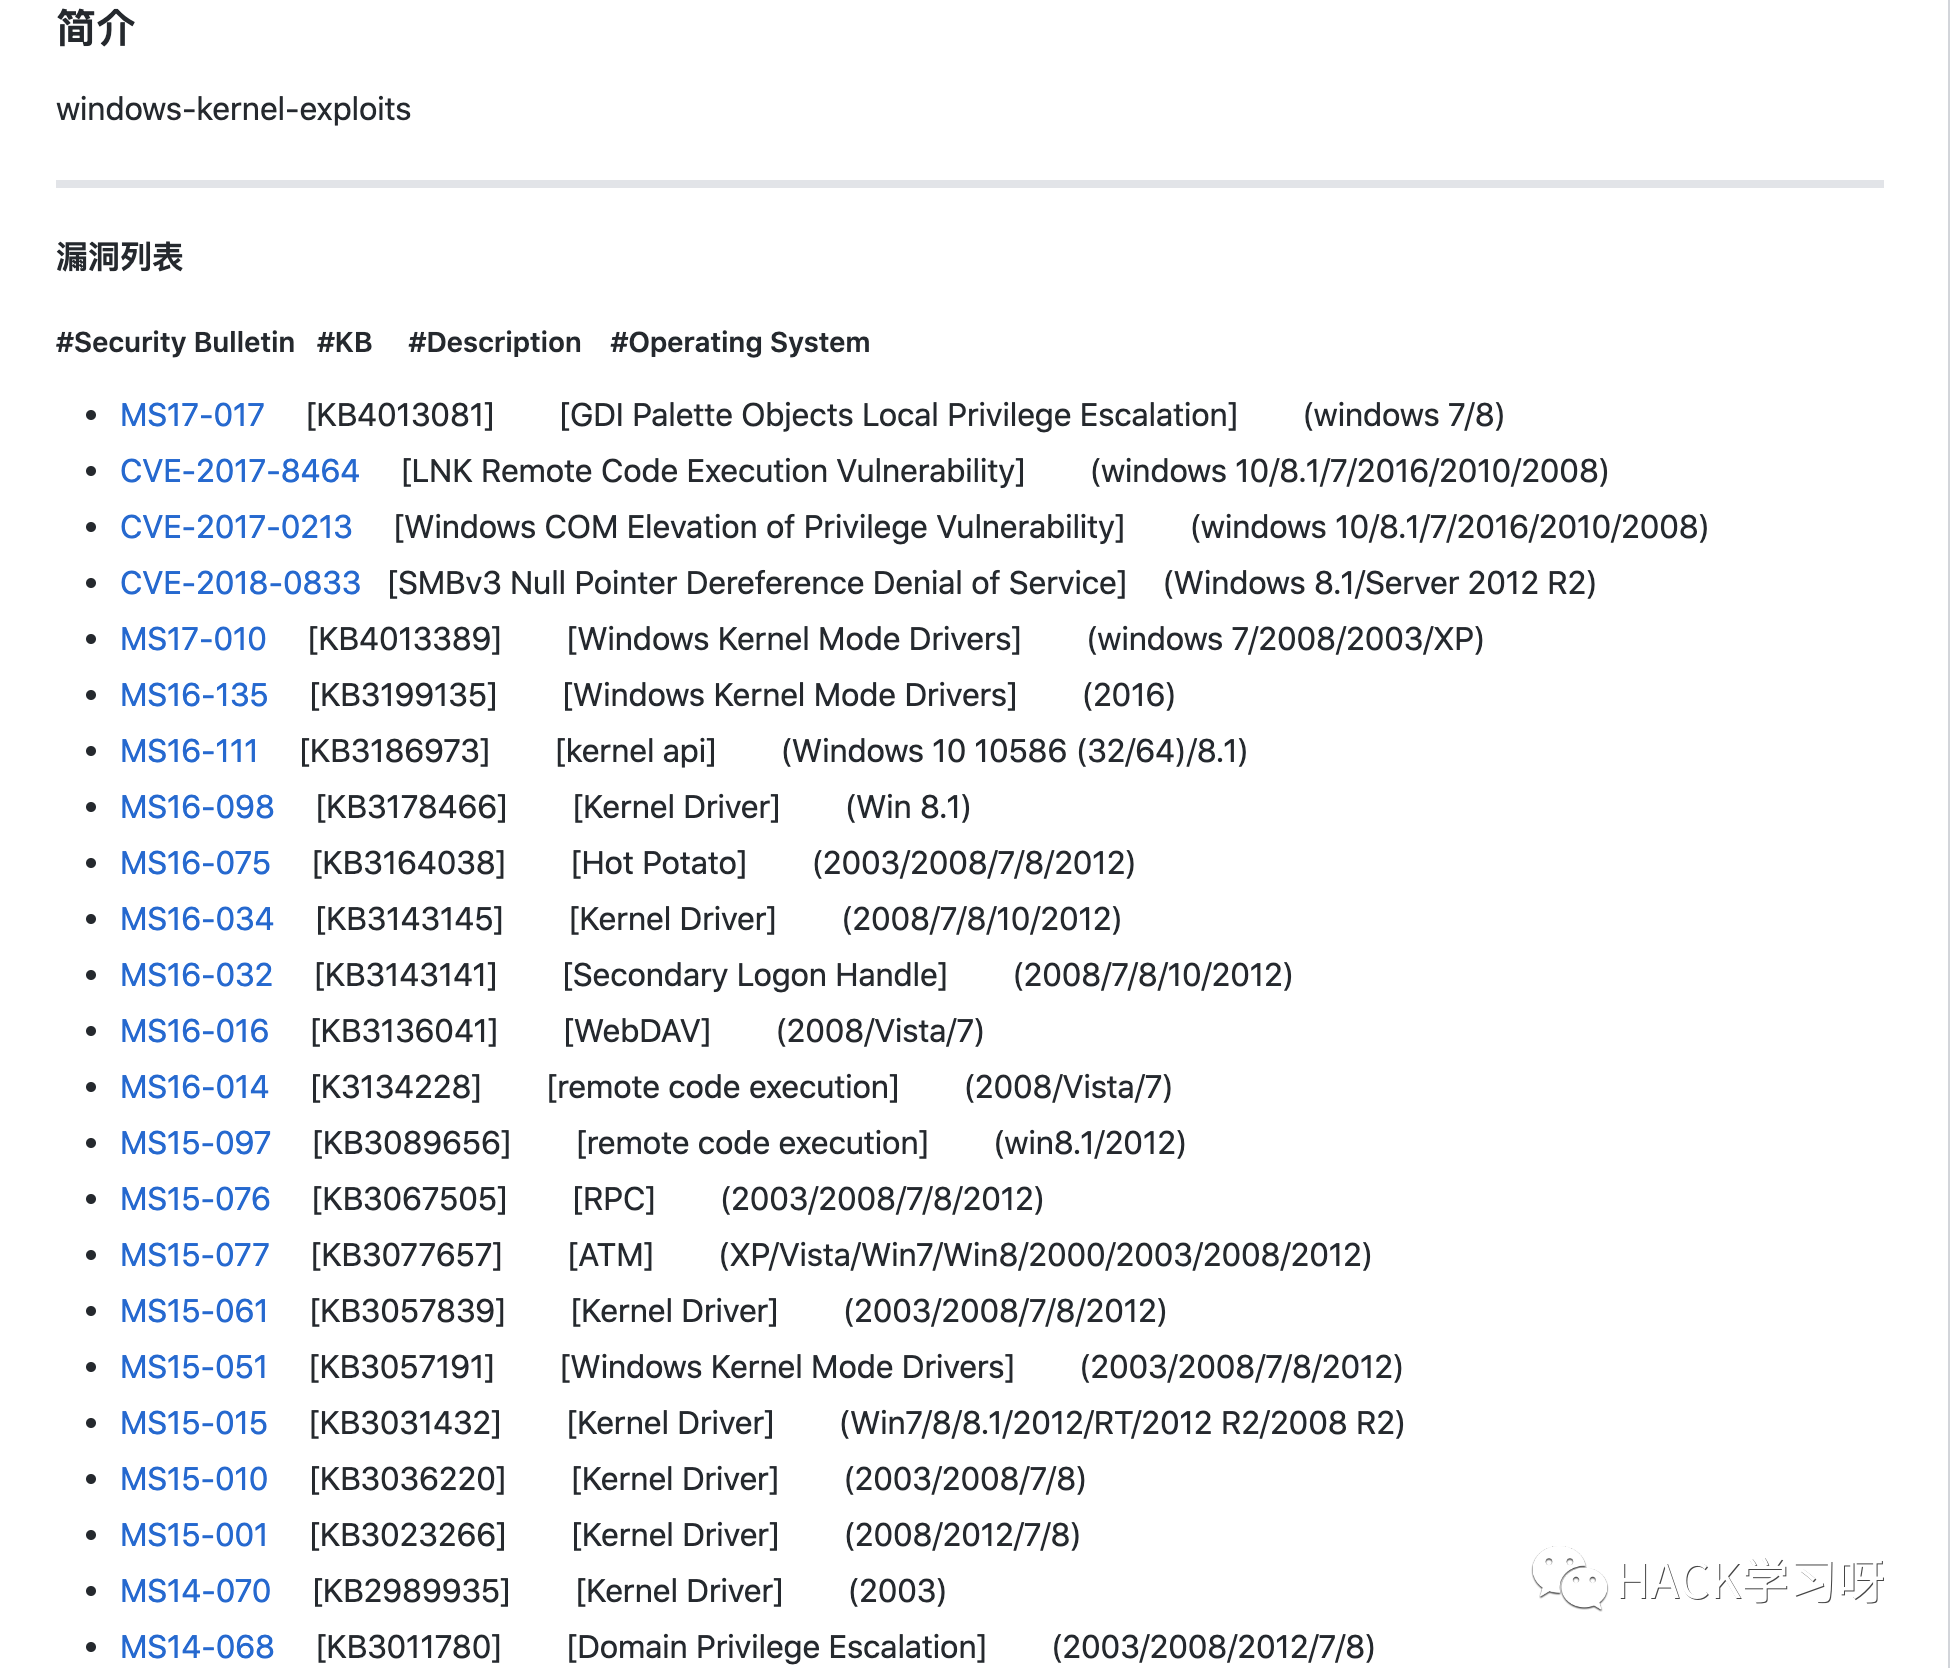 简介
windows-kernel-exploits
漏洞列表
#Security Bulletin #KB #Description #Operating System
• MS17-017 [KB4013081] [GDI Palette Objects Local Privilege Escalation] (windows 7/8)
• CVE-2017-8464 [LNK Remote Code Execution Vulnerability] (windows 10/8.1/7/2016/2010/2008)
• CVE-2017-0213 [Windows COM Elevation of Privilege Vulnerability] (windows 10/8.1/7/2016/2010/2008)
• CVE-2018-0833 [SMBv3 Null Pointer Dereference Denial of Service] (Windows 8.1/Server 2012 R2)
• MS17-010 [KB4013389] [Windows Kernel Mode Drivers] (windows 7/2008/2003/XP)
• MS16-135 [KB3199135] [Windows Kernel Mode Drivers] (2016)
• MS16-111 [KB3186973] [kernel api] (Windows 10 10586 (32/64)/8.1)
• MS16-098 [KB3178466] [Kernel Driver] (Win 8.1)
• MS16-075 [KB3164038] [Hot Potato] (2003/2008/7/8/2012)
• MS16-034 [KB3143145] [Kernel Driver] (2008/7/8/10/2012)
• MS16-032 [KB3143141] [Secondary Logon Handle] (2008/7/8/10/2012)
• MS16-016 [KB3136041] [WebDAV] (2008/Vista/7)
• MS16-014 [K3134228] [remote code execution] (2008/Vista/7)
• MS15-097 [KB3089656] [remote code execution] (win8.1/2012)
• MS15-076 [KB3067505] [RPC] (2003/2008/7/8/2012)
• MS15-077 [KB3077657] [ATM] (XP/Vista/Win7/Win8/2000/2003/2008/2012)
• MS15-061 [KB3057839] [Kernel Driver] (2003/2008/7/8/2012)
• MS15-051 [KB3057191] [Windows Kernel Mode Drivers] (2003/2008/7/8/2012)
• MS15-015 [KB3031432] [Kernel Driver] (Win7/8/8.1/2012/RT/2012 R2/2008 R2)
• MS15-010 [KB3036220] [Kernel Driver] (2003/2008/7/8)
• MS15-001 [KB3023266] [Kernel Driver] (2008/2012/7/8)
• MS14-070 [KB2989935] [Kernel Driver] (2003)
HACK学习呀
• MS14-068 [KB3011780] [Domain Privilege Escalation] (2003/2008/2012/7/8)